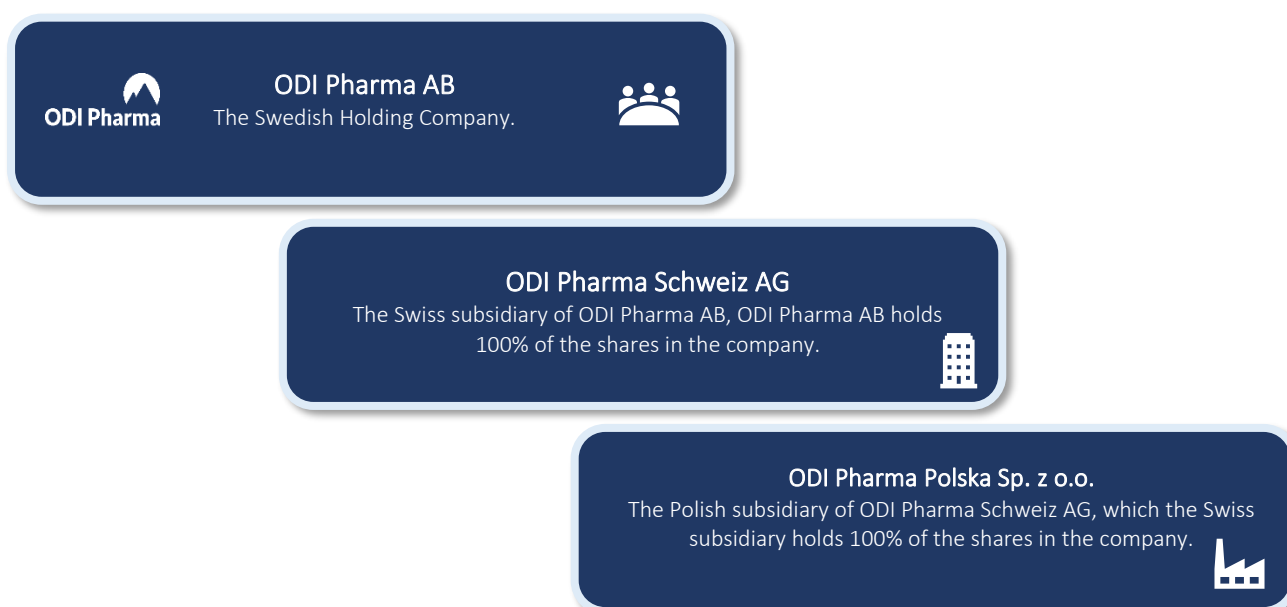 ODI Pharma
ODI Pharma AB
The Swedish Holding Company.
ODI Pharma Schweiz AG
The Swiss subsidiary of ODI Pharma AB, ODI Pharma AB holds
100% of the shares in the company.
ODI Pharma Polska Sp. z o.o.
The Polish subsidiary of ODI Pharma Schweiz AG, which the Swiss
subsidiary holds 100% of the shares in the company.